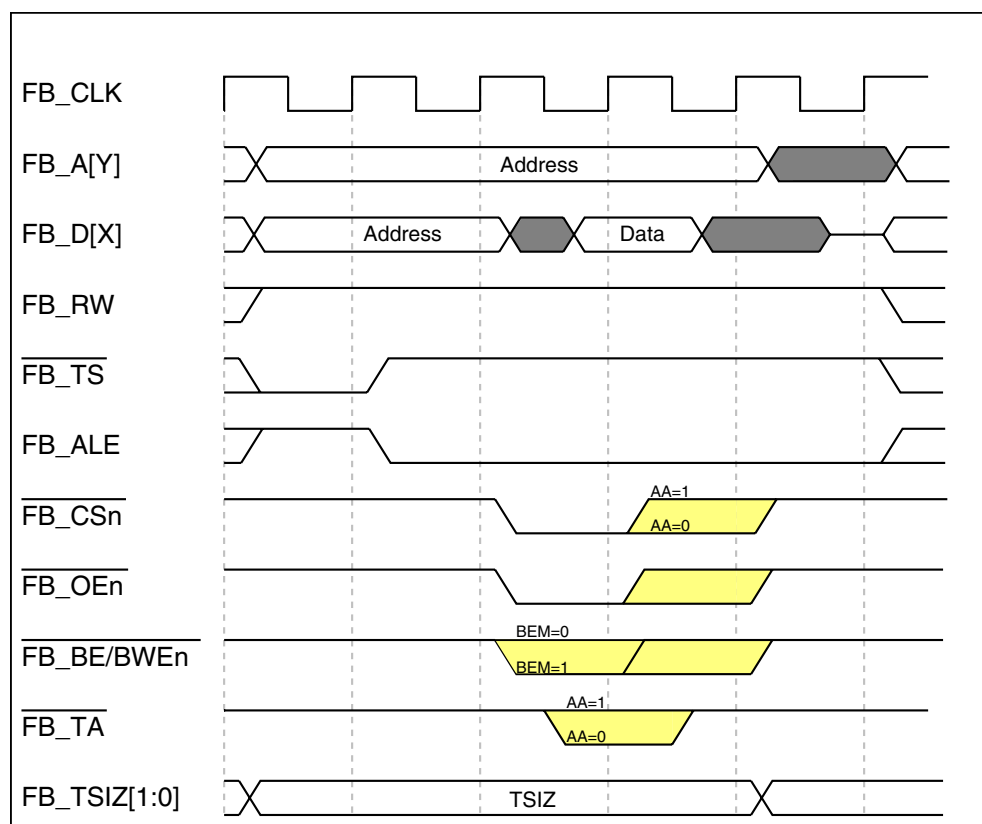 FB_CLK
FB_A[Y]
Address
FB_D[X]
Address
Data
FB_RW
FB_TS
FB_ALE
FB_CSn
AA=1
AA=0
FB_OEn
FB_BE/BWEn
BEM=0
BEM=1
FB_TA
AA=1
AA=0
FB_TSIZ[1:0]
TSIZ